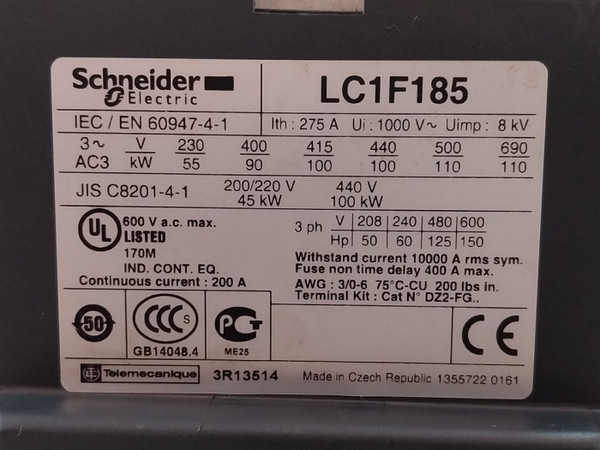 Schneider Electric
LC1F185
IEC / EN 60947-4-1
Ith : 275 A Ui : 1000 V~ Uimp : 8 kV
3~ V 230 400 415 440 500 690
AC3 kW 55 90 100 100 110 110
JIS C8201-4-1 200/220 V 440 V
45 kW 100 kW
UL 600 V a.c. max.
LISTED
170M
IND. CONT. EQ.
Continuous current : 200 A
3 ph V 208 240 480 600
Hp 50 60 125 150
Withstand current 10000 A rms sym.
Fuse non time delay 400 A max.
AWG : 3/0-6 75°C-CU 200 lbs in.
Terminal Kit : Cat N° DZ2-FG..
50
CCC S
GB14048.4
PCT
ME25
CE
Telemecanique 3R13514 Made in Czech Republic 1355722 0161